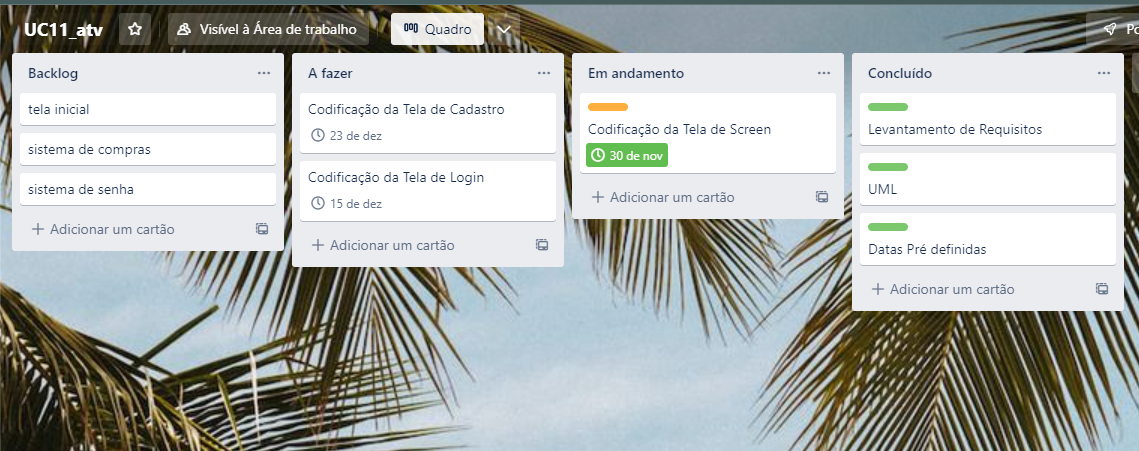 UC11_atv
Visível à Área de trabalho
Quadro
Backlog
tela inicial
sistema de compras
sistema de senha
Adicionar um cartão
A fazer
Codificação da Tela de Cadastro
23 de dez
Codificação da Tela de Login
15 de dez
Adicionar um cartão
Em andamento
Codificação da Tela de Screen
30 de nov
Adicionar um cartão
Concluído
Levantamento de Requisitos
UML
Datas Pré definidas
Adicionar um cartão